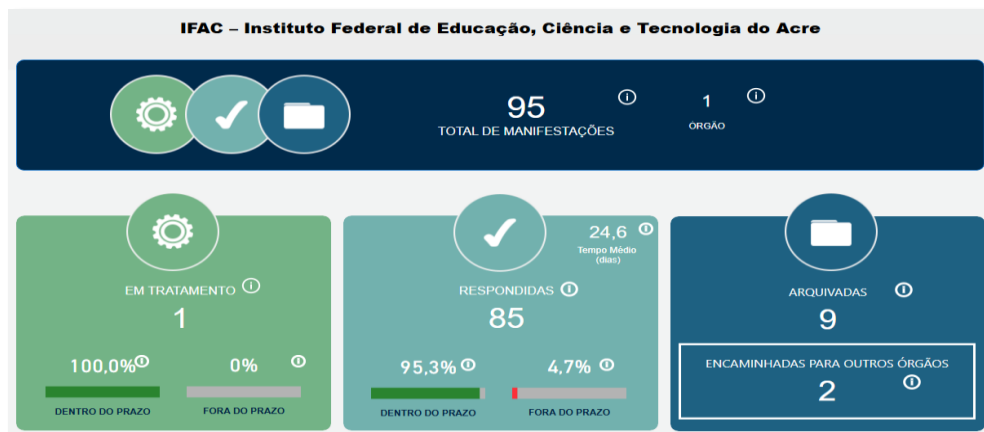 IFAC – Instituto Federal de Educação, Ciência e Tecnologia do Acre
95
TOTAL DE MANIFESTAÇÕES
1
ÓRGÃO
EM TRATAMENTO
1
100,0%
0%
DENTRO DO PRAZO
FORA DO PRAZO
24,6
Tempo Médio
(dias)
RESPONDIDAS
85
95,3%
4,7%
DENTRO DO PRAZO
FORA DO PRAZO
ARQUIVADAS
9
ENCAMINHADAS PARA OUTROS ÓRGÃOS
2